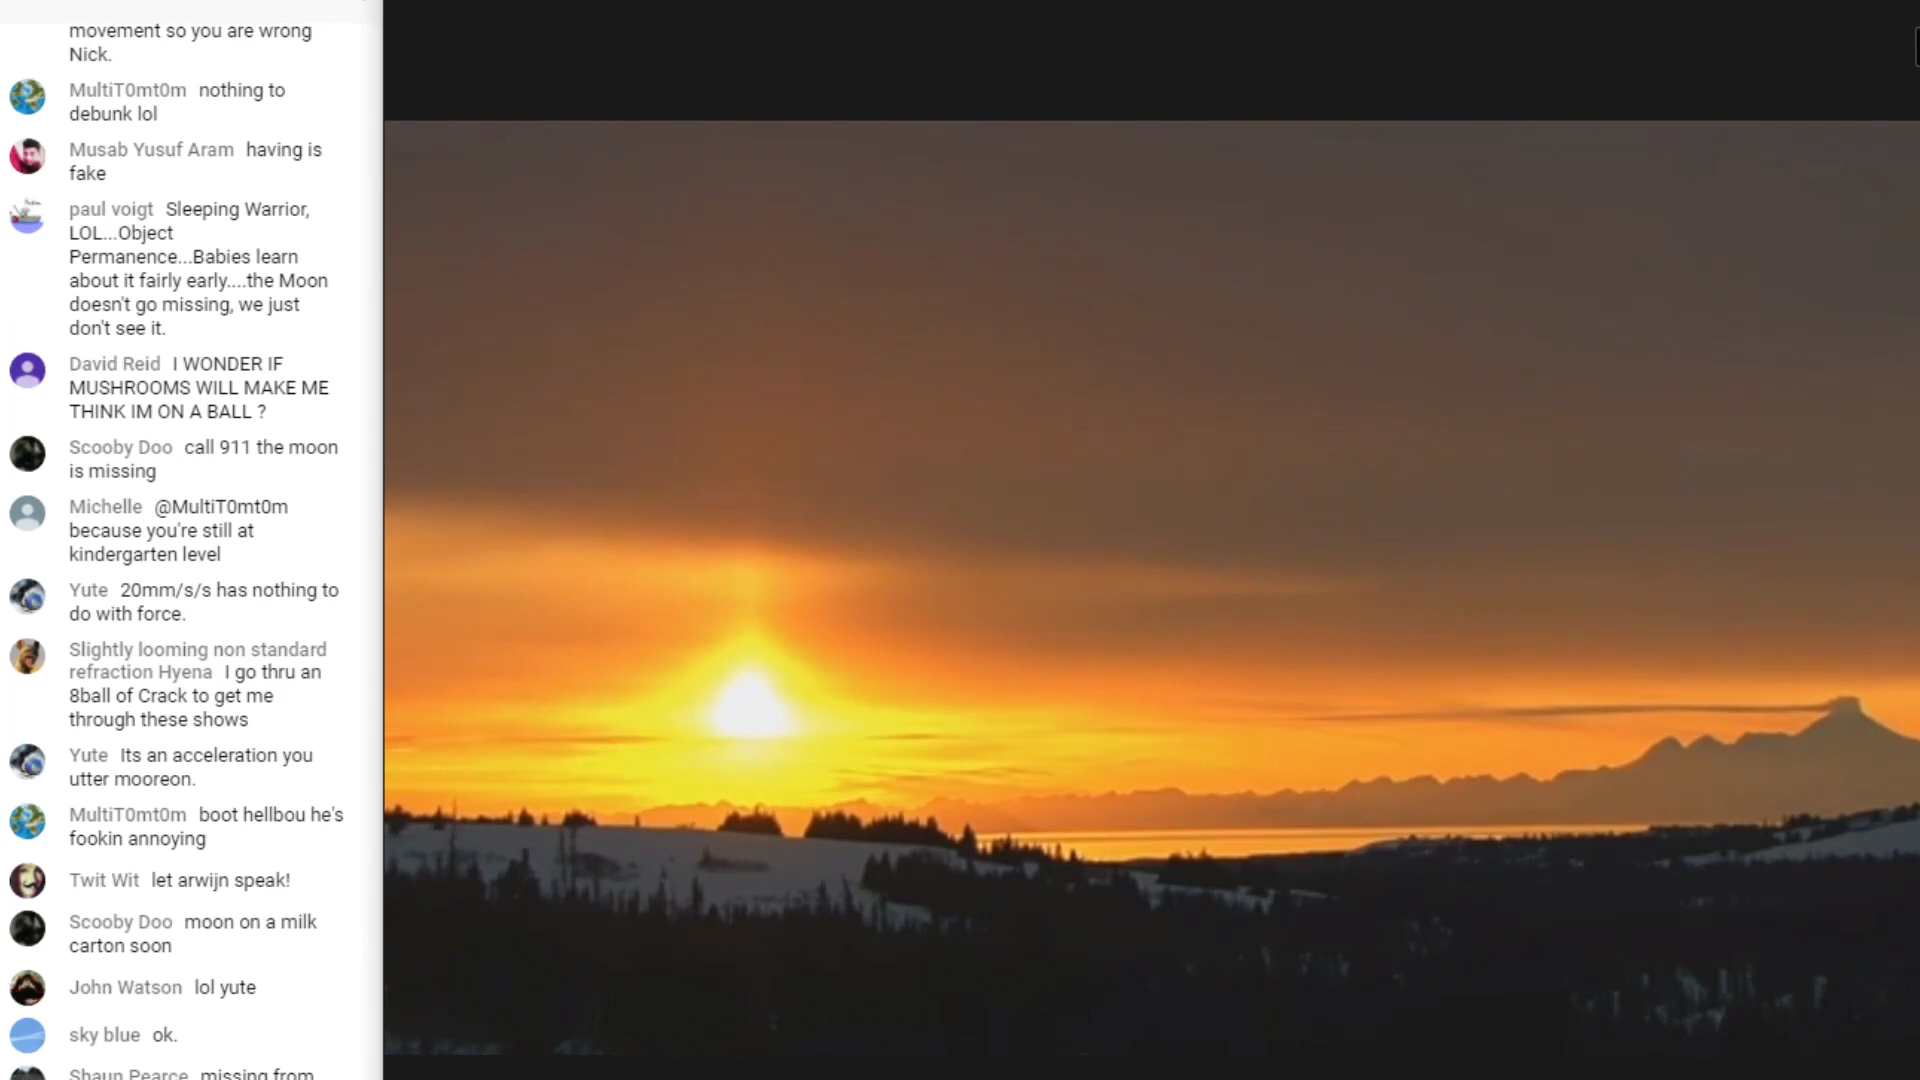 movement so you are wrong
Nick.
MultiT0mt0m nothing to
debunk lol
Musab Yusuf Aram having is
fake
paul voigt Sleeping Warrior,
LOL...Object
Permanence...Babies learn
about it fairly early....the Moon
doesn't go missing, we just
don't see it.
David Reid I WONDER IF
MUSHROOMS WILL MAKE ME
THINK IM ON A BALL ?
Scooby Doo call 911 the moon
is missing
Michelle @MultiT0mt0m
because you're still at
kindergarten level
Yute 20mm/s/s has nothing to
do with force.
Slightly looming non standard
refraction Hyena I go thru an
8ball of Crack to get me
through these shows
Yute Its an acceleration you
utter mooreon.
MultiT0mt0m boot hellbou he's
fookin annoying
Twit Wit let arwijn speak!
Scooby Doo moon on a milk
carton soon
John Watson lol yute
sky blue ok.
Shaun Pearce missing from